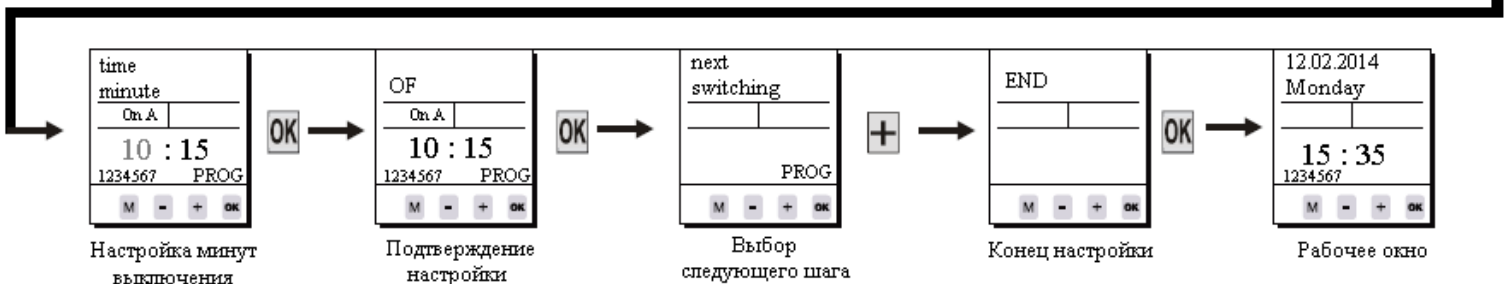 time
minute
On A
10 : 15
1234567 PROG
M - + OK
Настройка минут
выключения
OK
OF
On A
10 : 15
1234567 PROG
M - + OK
Подтверждение
настройки
OK
next
switching
PROG
M - + OK
Выбор
следующего шага
+
END
M - + OK
Конец настройки
OK
12.02.2014
Monday
15 : 35
1234567
M - + OK
Рабочее окно